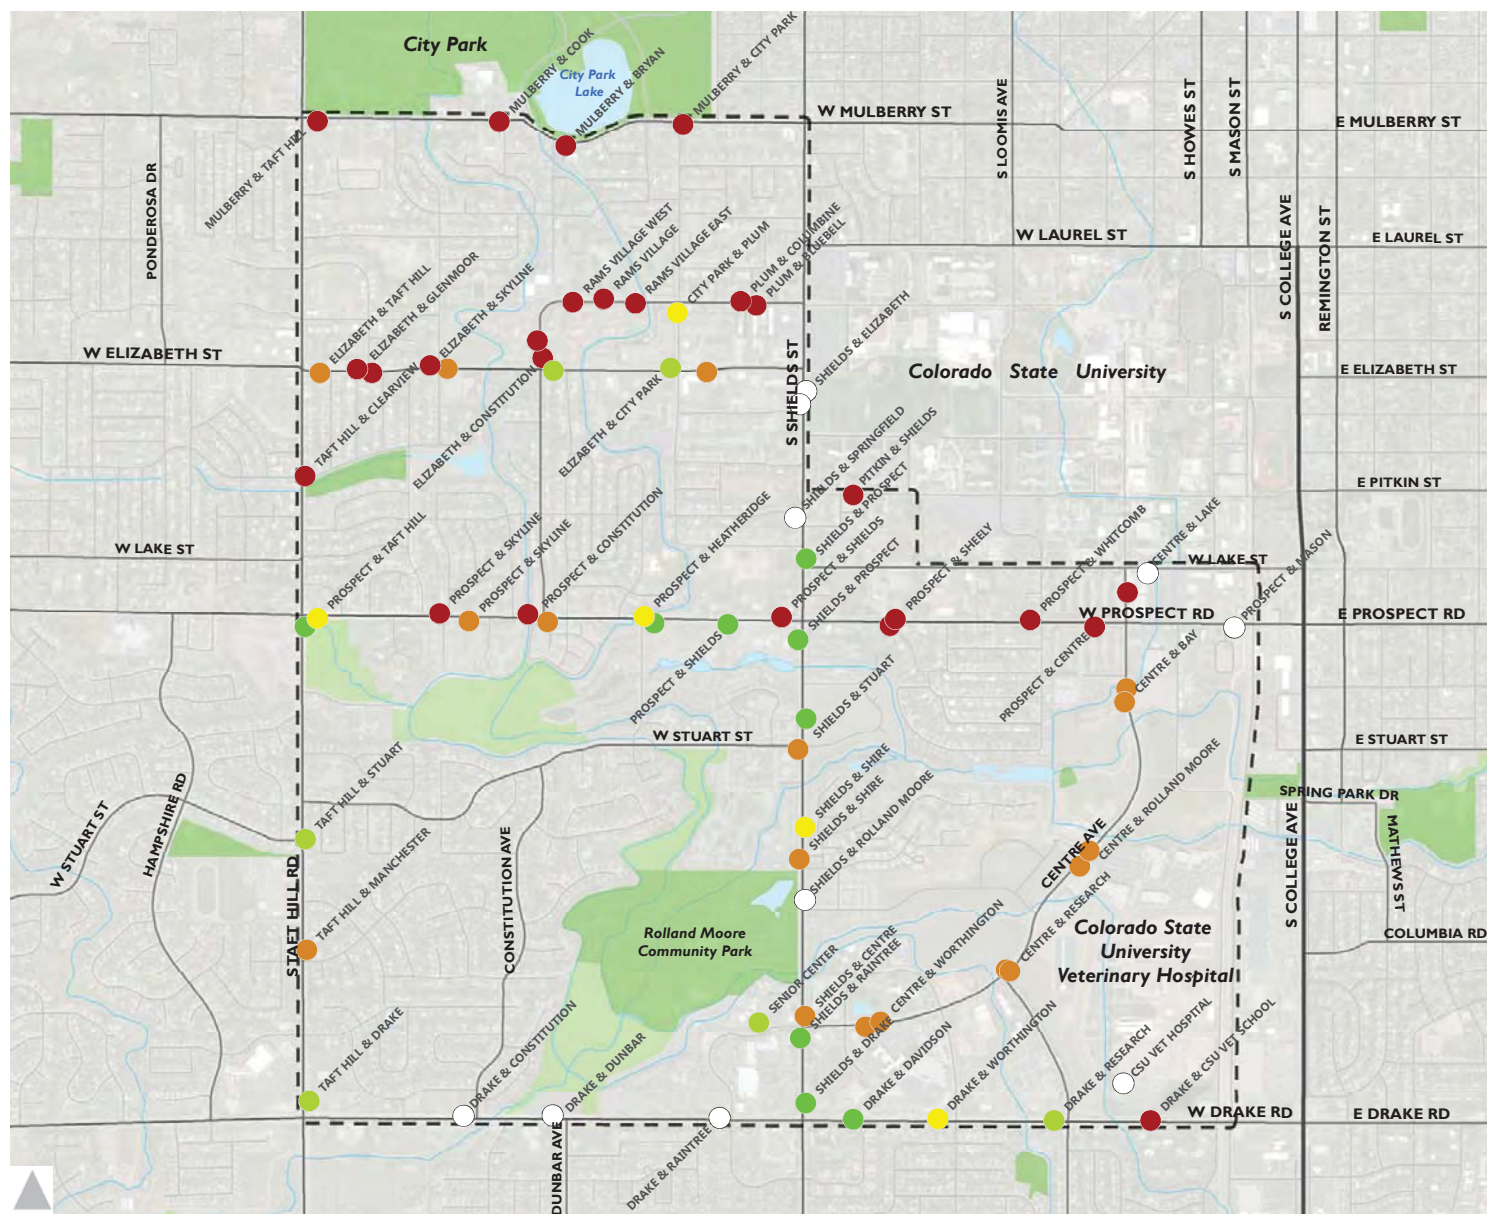 City Park
City Park
Lake
MULBERRY & COOK
MULBERRY & BRYAN
MULBERRY & CITY PARK
MULBERRY & TAFT HILL
W MULBERRY ST
E MULBERRY ST
S LOOMIS AVE
S HOWES ST
S MASON ST
PONDEROSA DR
S COLLEGE AVE
REMINGTON ST
W LAUREL ST
E LAUREL ST
RAMS VILLAGE WEST
RAMS VILLAGE
RAMS VILLAGE EAST
CITY PARK & PLUM
PLUM & COLUMBINE
PLUM & BLUEBELL
ELIZABETH & TAFT HILL
ELIZABETH & GLENMOOR
ELIZABETH & SKYLINE
SHIELDS & ELIZABETH
W ELIZABETH ST
E ELIZABETH ST
TAFT HILL & CLEARVIEW
ELIZABETH & CONSTITUTION
ELIZABETH & CITY PARK
S SHIELDS ST
Colorado State University
SHIELDS & SPRINGFIELD
PITKIN & SHIELDS
E PITKIN ST
SHIELDS & PROSPECT
PROSPECT & SHIELDS
SHIELDS & PROSPECT
W LAKE ST
PROSPECT & TAFT HILL
PROSPECT & SKYLINE
PROSPECT & SKYLINE
PROSPECT & CONSTITUTION
PROSPECT & HEATHERIDGE
PROSPECT & SHEELY
PROSPECT & WHITCOMB
CENTRE & LAKE
W LAKE ST
PROSPECT & MASON
W PROSPECT RD
E PROSPECT RD
PROSPECT & SHIELDS
PROSPECT & CENTRE
CENTRE & BAY
SHIELDS & STUART
W STUART ST
E STUART ST
TAFT HILL & STUART
SHIELDS & SHIRE
SHIELDS & SHIRE
SHIELDS & ROLLAND MOORE
CENTRE & ROLLAND MOORE
SPRING PARK DR
W STUART ST
HAMPSHIRE RD
S TAFT HILL RD
TAFT HILL & MANCHESTER
CONSTITUTION AVE
CENTRE AVE
S COLLEGE AVE
MATHEWS ST
COLUMBIA RD
Rolland Moore
Community Park
CENTRE & RESEARCH
Colorado State
University
Veterinary Hospital
SENIOR CENTER
SHIELDS & CENTRE
SHIELDS & RAINTREE
CENTRE & WORTHINGTON
TAFT HILL & DRAKE
DRAKE & CONSTITUTION
DRAKE & DUNBAR
SHIELDS & DRAKE
DRAKE & DAVIDSON
DRAKE & WORTHINGTON
DRAKE & RESEARCH
CSU VET HOSPITAL
DRAKE & CSU VET SCHOOL
W DRAKE RD
E DRAKE RD
DUNBAR AVE
DRAKE & RAINTREE